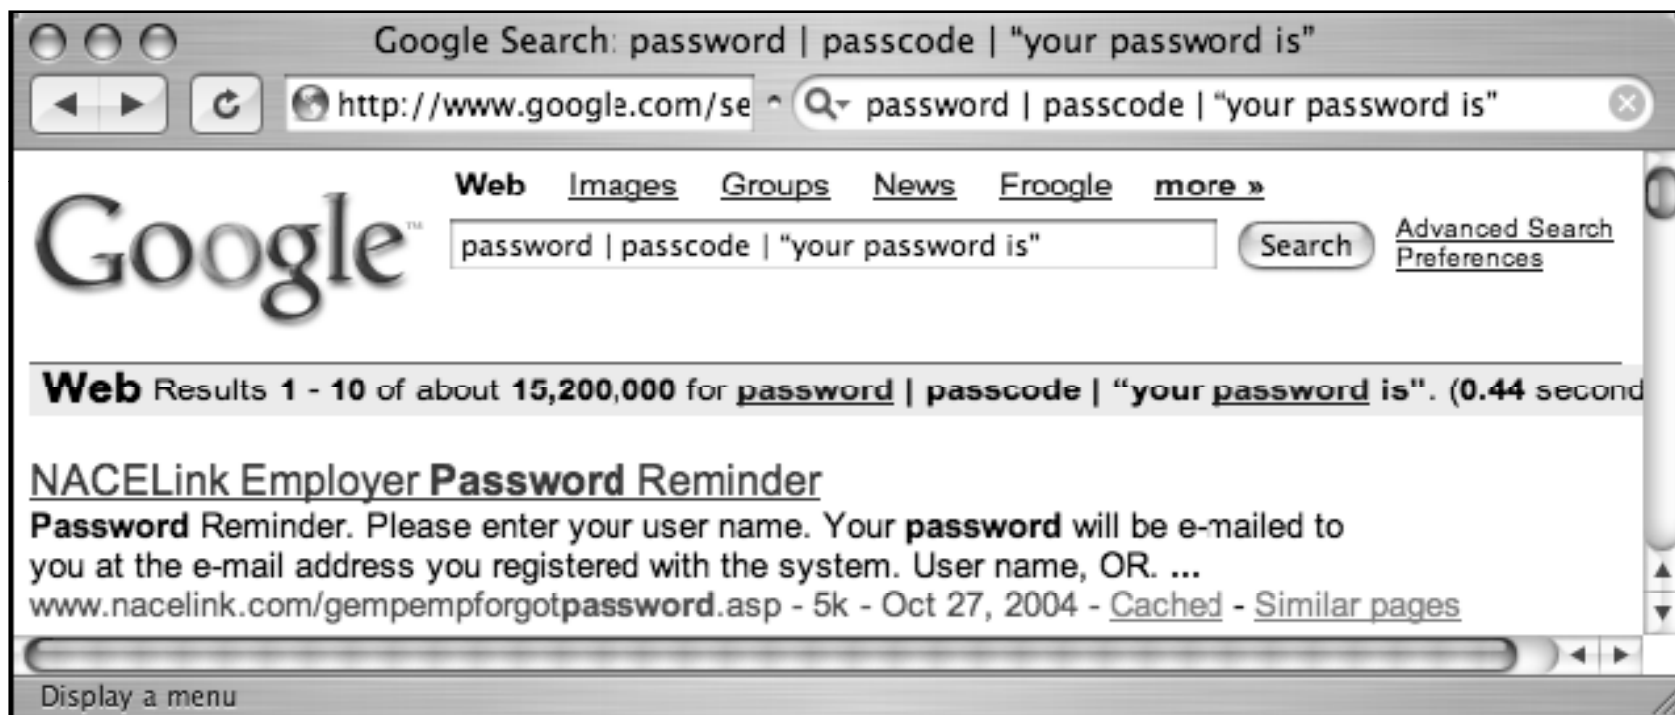 Google Search: password | passcode | “your password is”
http://www.google.com/se password | passcode | “your password is”
Web Images Groups News Froogle more »
Google™
password | passcode | “your password is” Search Advanced Search
Preferences
Web Results 1 - 10 of about 15,200,000 for password | passcode | "your password is". (0.44 second
NACELink Employer Password Reminder
Password Reminder. Please enter your user name. Your password will be e-mailed to
you at the e-mail address you registered with the system. User name, OR. ...
www.nacelink.com/gempempforgotpassword.asp - 5k - Oct 27, 2004 - Cached - Similar pages
Display a menu